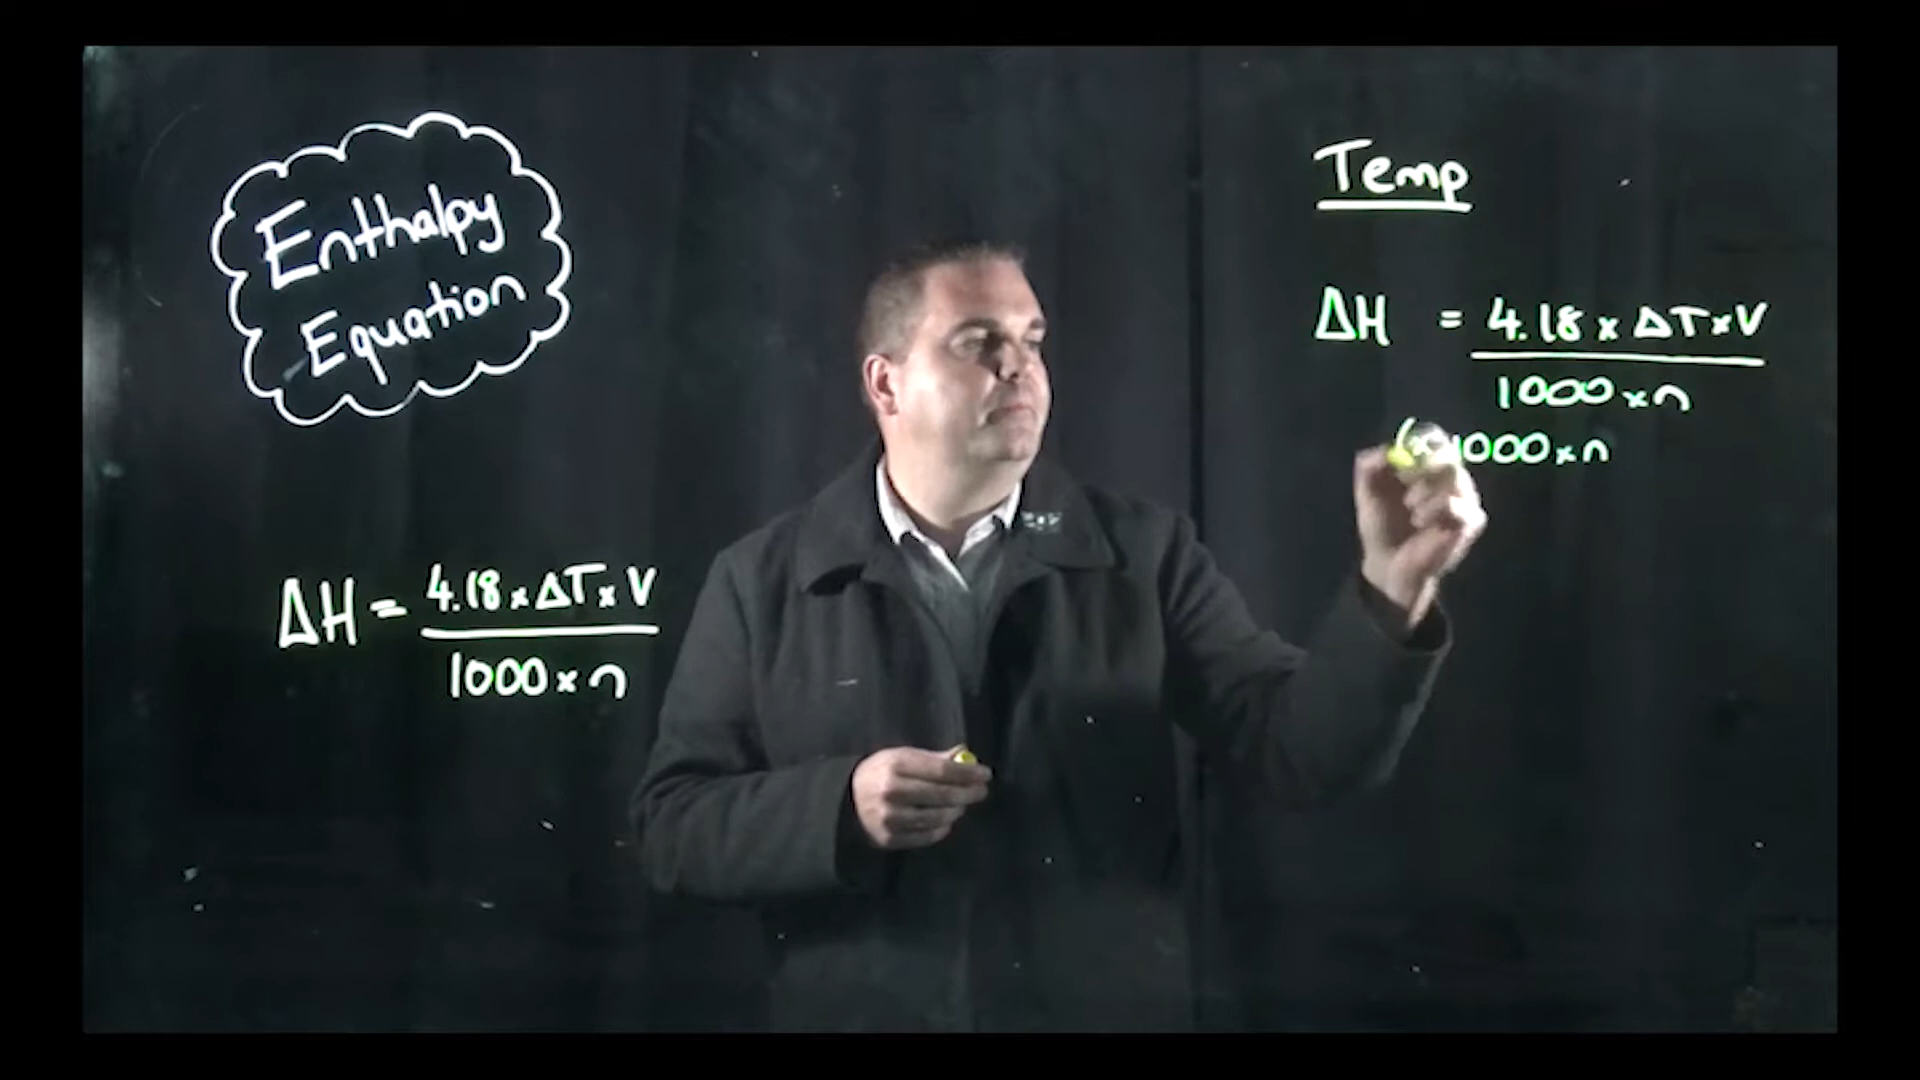 Enthalpy
Equation
ΔH = 4.18 × ΔT × V
1000 × n
Temp
ΔH = 4.18 × ΔT × V
1000 × n
(× 1000 × n